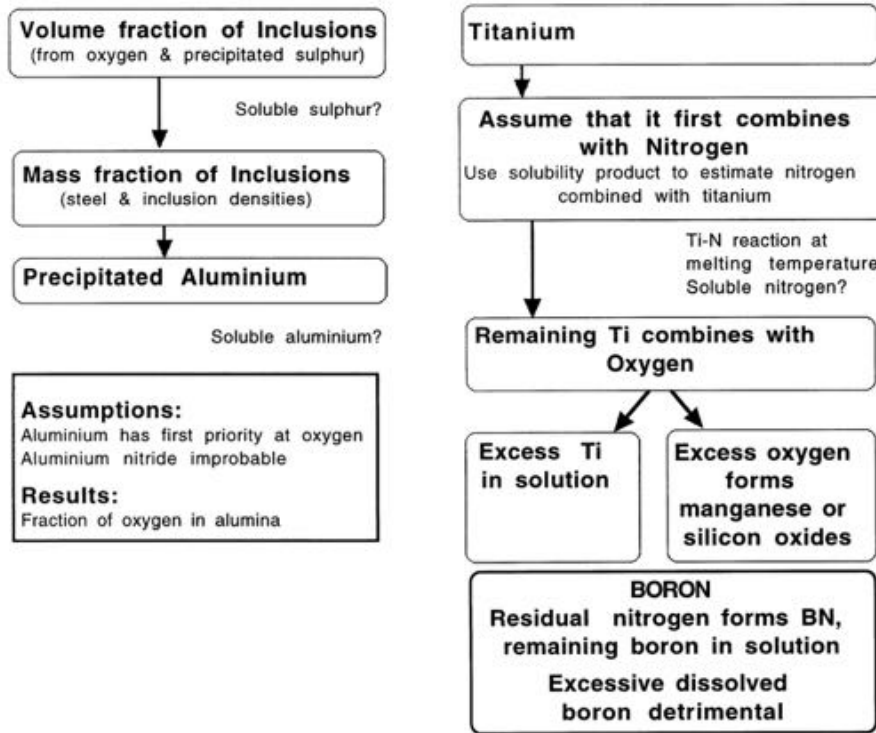 Volume fraction of Inclusions
(from oxygen & precipitated sulphur)
Soluble sulphur?
Mass fraction of Inclusions
(steel & inclusion densities)
Precipitated Aluminium
Soluble aluminium?
Assumptions:
Aluminium has first priority at oxygen
Aluminium nitride improbable
Results:
Fraction of oxygen in alumina
Titanium
Assume that it first combines
with Nitrogen
Use solubility product to estimate nitrogen
combined with titanium
Ti-N reaction at
melting temperature
Soluble nitrogen?
Remaining Ti combines with
Oxygen
Excess Ti
in solution
Excess oxygen
forms
manganese or
silicon oxides
BORON
Residual nitrogen forms BN,
remaining boron in solution
Excessive dissolved
boron detrimental